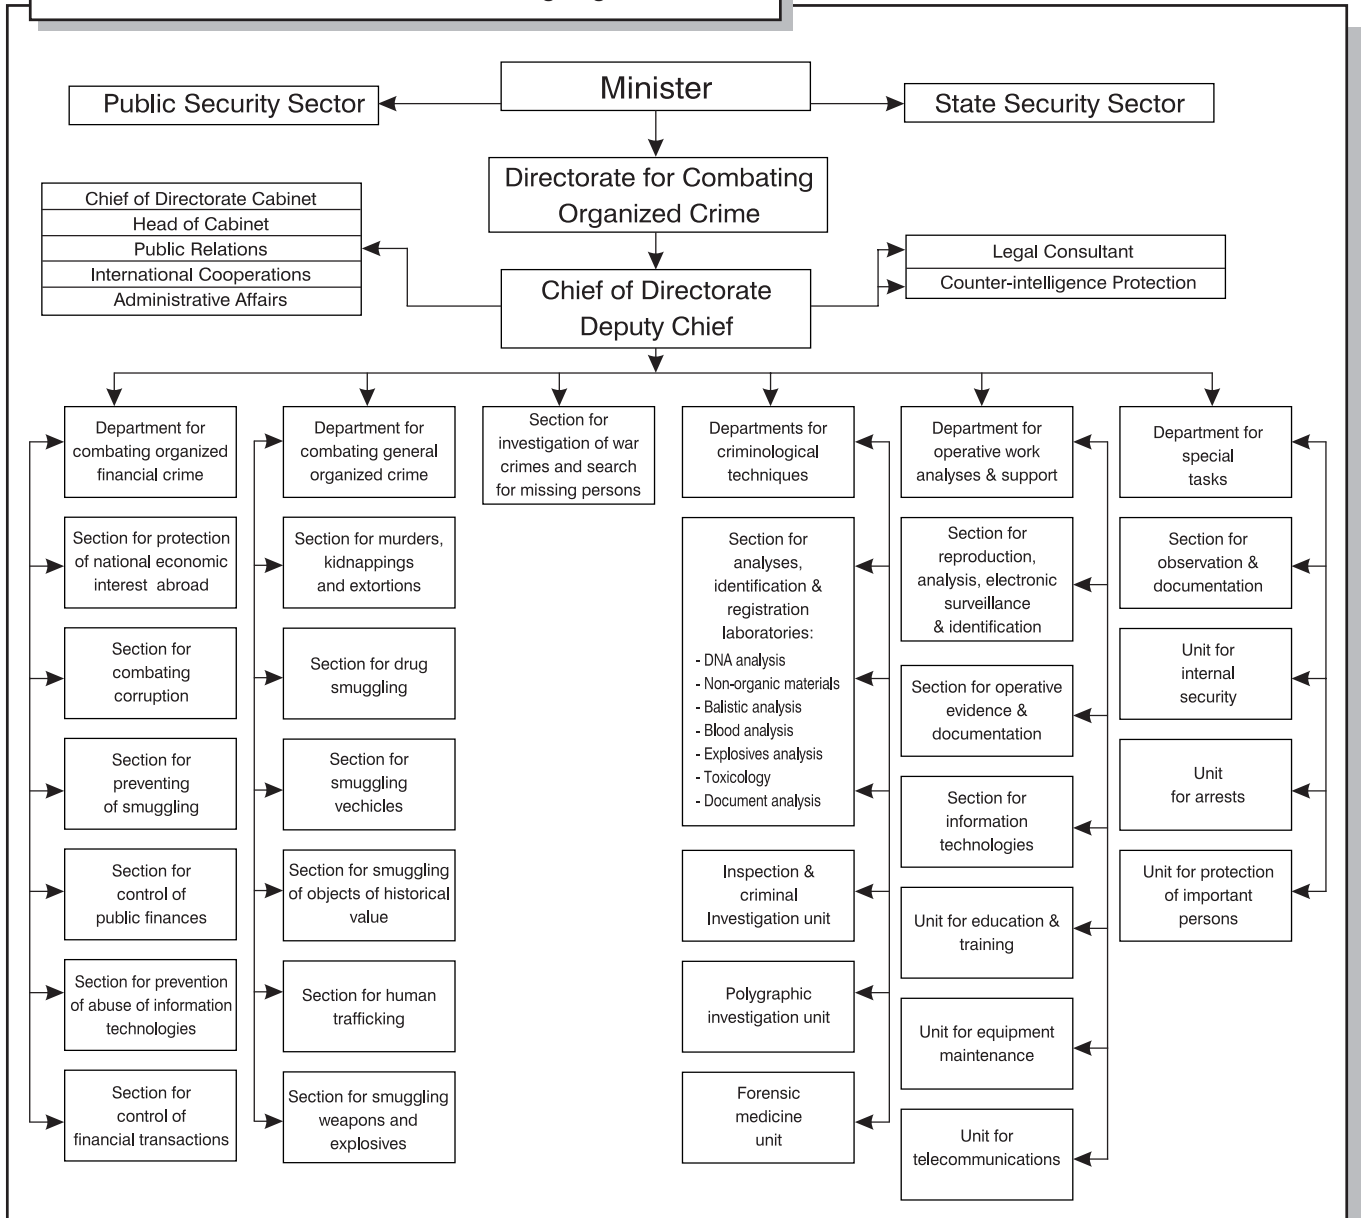 Minister
Public Security Sector
State Security Sector
Directorate for Combating
Organized Crime
Chief of Directorate Cabinet
Head of Cabinet
Public Relations
International Cooperations
Administrative Affairs
Legal Consultant
Counter-intelligence Protection
Chief of Directorate
Deputy Chief
Department for
combating organized
financial crime
Section for protection
of national economic
interest abroad
Section for
combating
corruption
Section for
preventing
of smuggling
Section for
control of
public finances
Section for prevention
of abuse of information
technologies
Section for
control of
financial transactions
Department for
combating general
organized crime
Section for murders,
kidnappings
and extortions
Section for drug
smuggling
Section for
smuggling
vechicles
Section for smuggling
of objects of historical
value
Section for human
trafficking
Section for smuggling
weapons and
explosives
Section for
investigation of war
crimes and search
for missing persons
Departments for
criminological
techniques
Section for
analyses,
identification &
registration
laboratories:
- DNA analysis
- Non-organic materials
- Balistic analysis
- Blood analysis
- Explosives analysis
- Toxicology
- Document analysis
Inspection &
criminal
Investigation unit
Polygraphic
investigation unit
Forensic
medicine
unit
Department for
operative work
analyses & support
Section for
reproduction,
analysis, electronic
surveillance
& identification
Section for operative
evidence &
documentation
Section for
information
technologies
Unit for education &
training
Unit for equipment
maintenance
Unit for
telecommunications
Department for
special
tasks
Section for
observation &
documentation
Unit for
internal
security
Unit
for arrests
Unit for protection
of important
persons